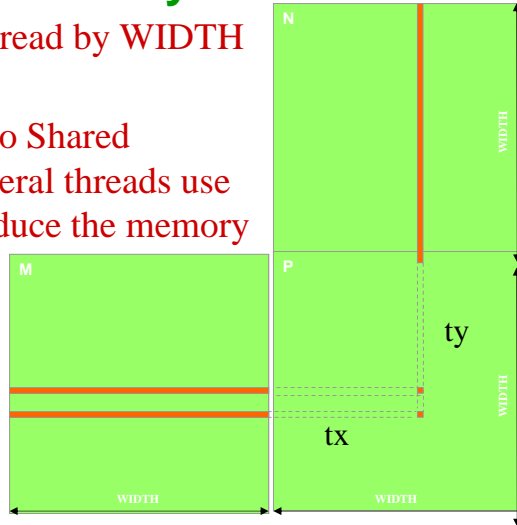 read by WIDTH
o Shared
eral threads use
duce the memory
N
WIDTH
M
P
ty
WIDTH
tx
WIDTH
WIDTH